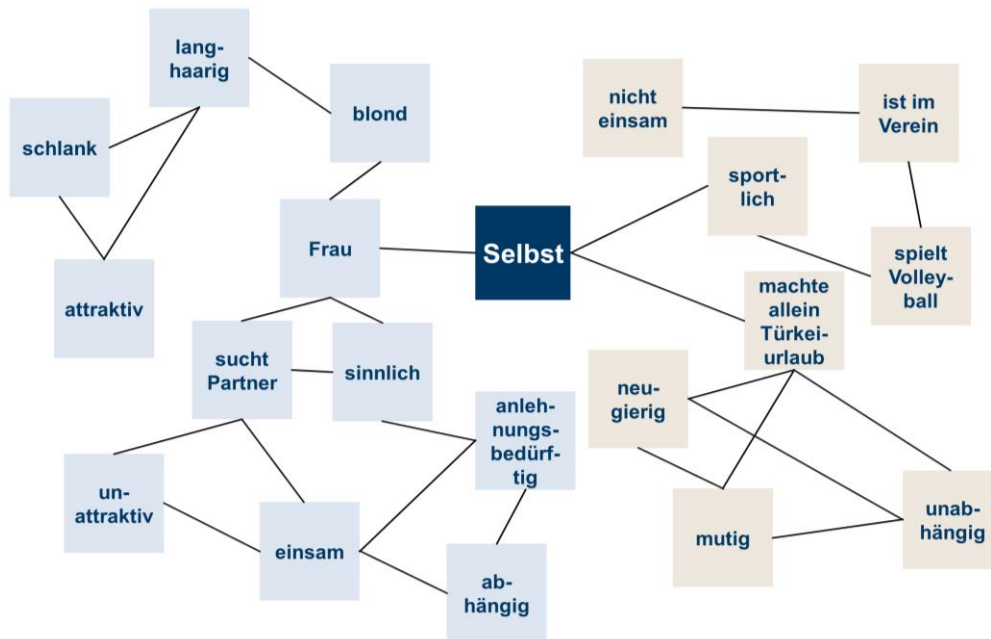 lang-
haarig
blond
schlank
attraktiv
Frau
Selbst
nicht
einsam
ist im
Verein
sport-
lich
spielt
Volley-
ball
machte
allein
Türkei-
urlaub
sucht
Partner
sinnlich
anleh-
nungs-
bedürf-
tig
neu-
gierig
un-
attraktiv
einsam
ab-
hängig
mutig
unab-
hängig